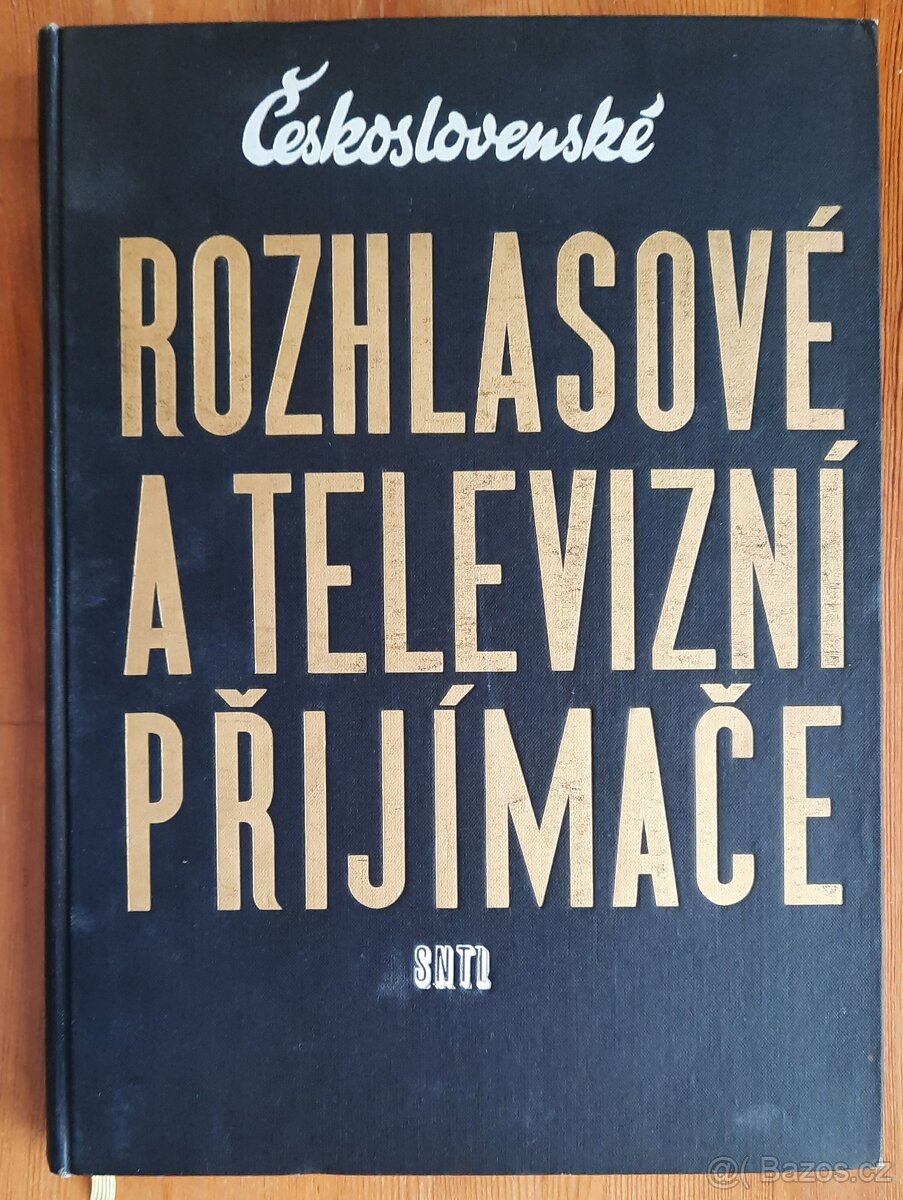 Československé
ROZHLASOVÉ
A TELEVIZNÍ
PŘIJÍMAČE
SNTL
@( Bazos.cz